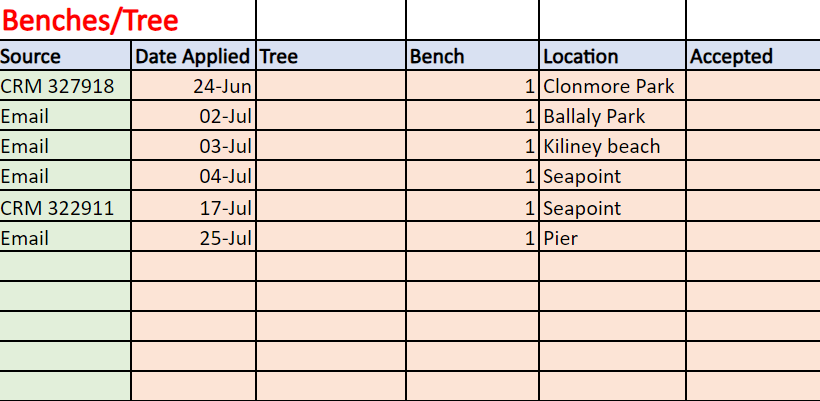 Benches/Tree
Source Date Applied Tree Bench Location Accepted
CRM 327918 24-Jun 1 Clonmore Park
Email 02-Jul 1 Ballaly Park
Email 03-Jul 1 Kiliney beach
Email 04-Jul 1 Seapoint
CRM 322911 17-Jul 1 Seapoint
Email 25-Jul 1 Pier